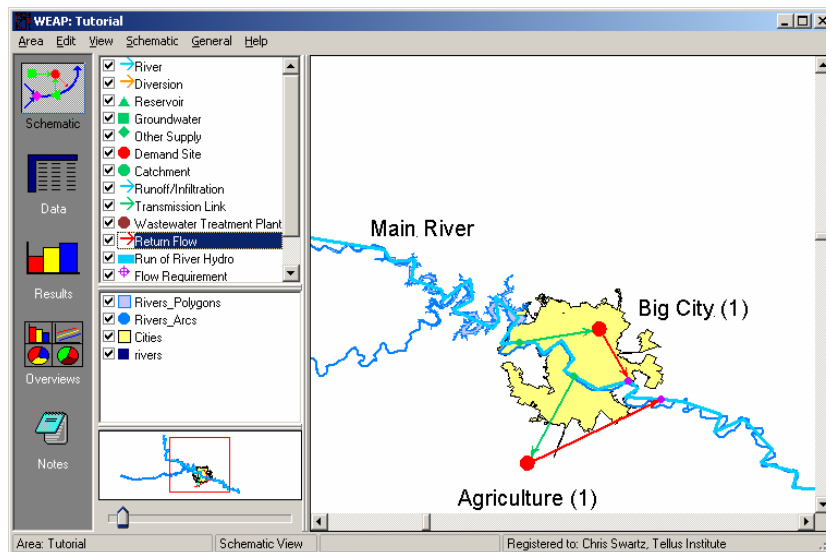 WEAP: Tutorial
Area Edit View Schematic General Help
Schematic
Data
Results
Overviews
Notes
River
Diversion
Reservoir
Groundwater
Other Supply
Demand Site
Catchment
Runoff/Infiltration
Transmission Link
Wastewater Treatment Plant
Return Flow
Run of River Hydro
Flow Requirement
Rivers_Polygons
Rivers_Arcs
Cities
rivers
Main River
Big City (1)
Agriculture (1)
Area: Tutorial
Schematic View
Registered to: Chris Swartz, Tellus Institute